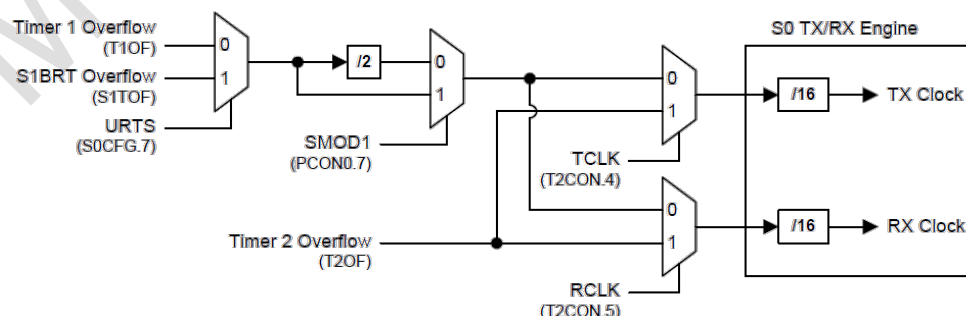 Timer 1 Overflow
(T1OF)
S1BRT Overflow
(S1TOF)
URTS
(S0CFG.7)
0
1
/2
0
1
SMOD1
(PCON0.7)
Timer 2 Overflow
(T2OF)
0
1
TCLK
(T2CON.4)
0
1
RCLK
(T2CON.5)
S0 TX/RX Engine
/16
TX Clock
/16
RX Clock